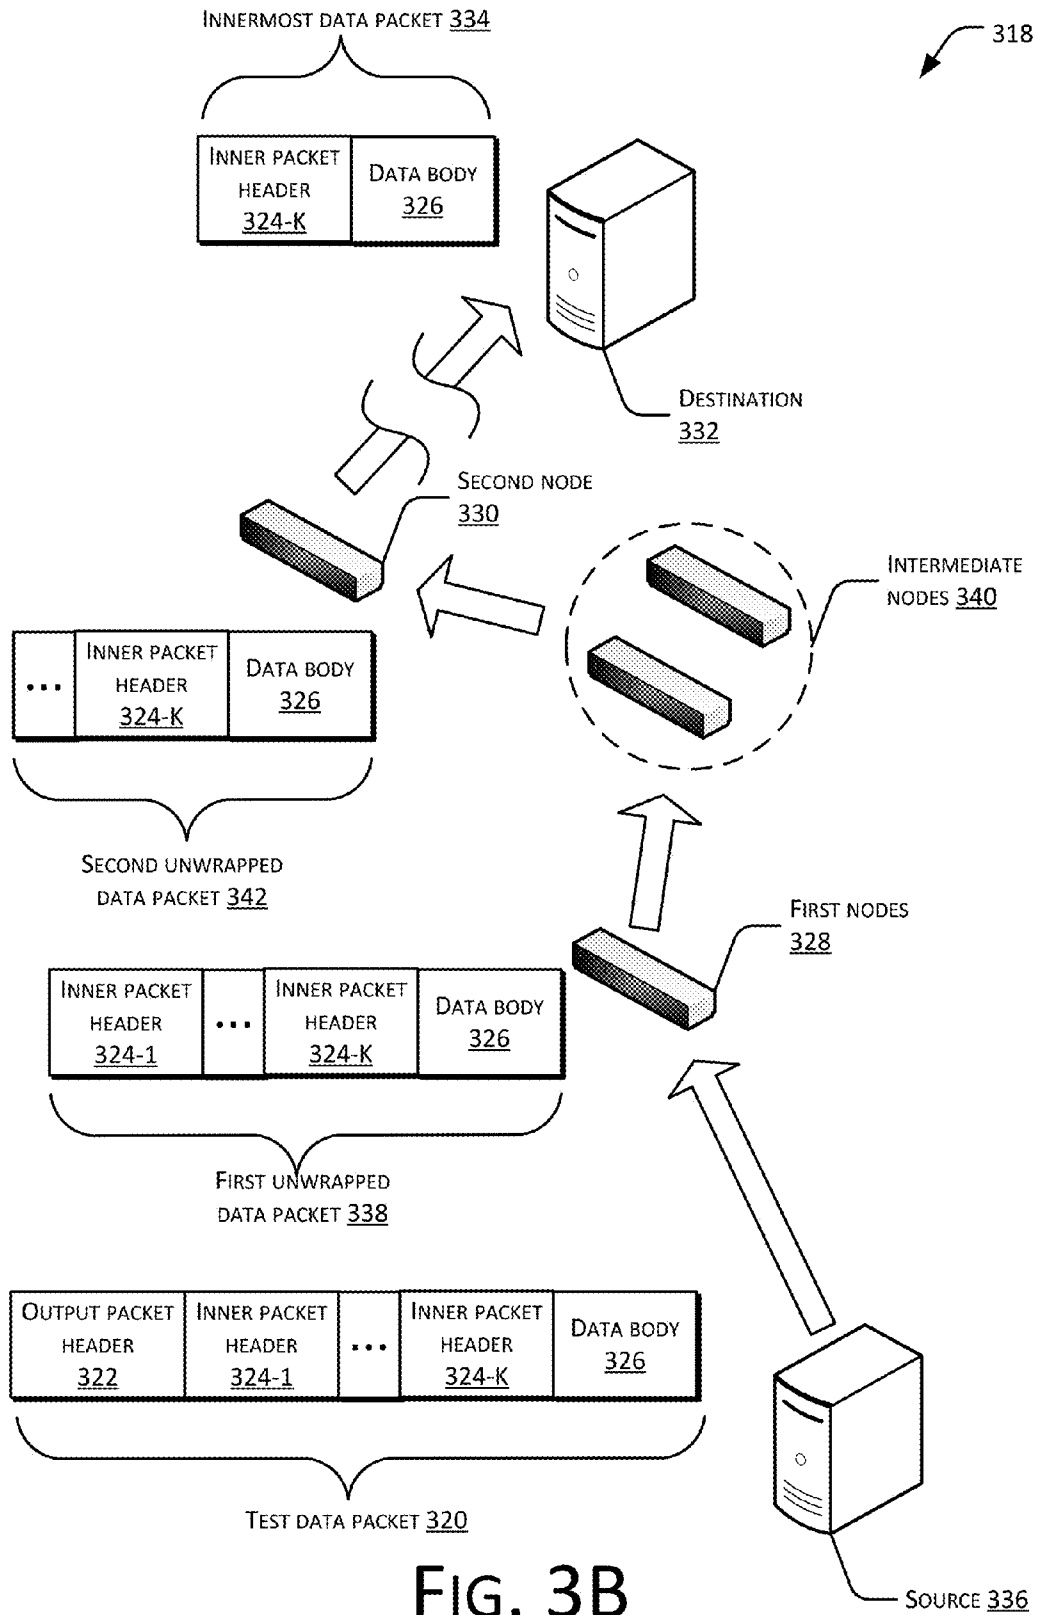 INNERMOST DATA PACKET 334
318
INNER PACKET
HEADER
324-K
DATA BODY
326
DESTINATION
332
SECOND NODE
330
INTERMEDIATE
NODES 340
... INNER PACKET
HEADER
324-K
DATA BODY
326
SECOND UNWRAPPED
DATA PACKET 342
FIRST NODES
328
INNER PACKET
HEADER
324-1
...
INNER PACKET
HEADER
324-K
DATA BODY
326
FIRST UNWRAPPED
DATA PACKET 338
OUTPUT PACKET
HEADER
322
INNER PACKET
HEADER
324-1
...
INNER PACKET
HEADER
324-K
DATA BODY
326
TEST DATA PACKET 320
SOURCE 336
FIG. 3B